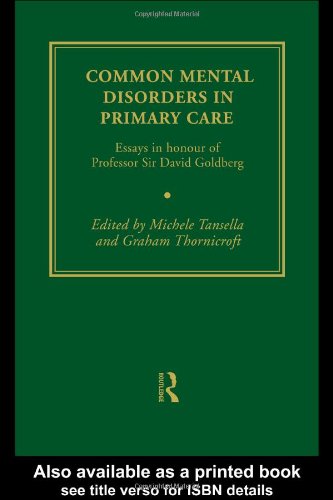 COMMON MENTAL
DISORDERS IN
PRIMARY CARE
Essays in honour of
Professor Sir David Goldberg
Edited by Michele Tansella
and Graham Thornicroft
ROUTLEDGE
Also available as a printed book
see title verso for ISBN details